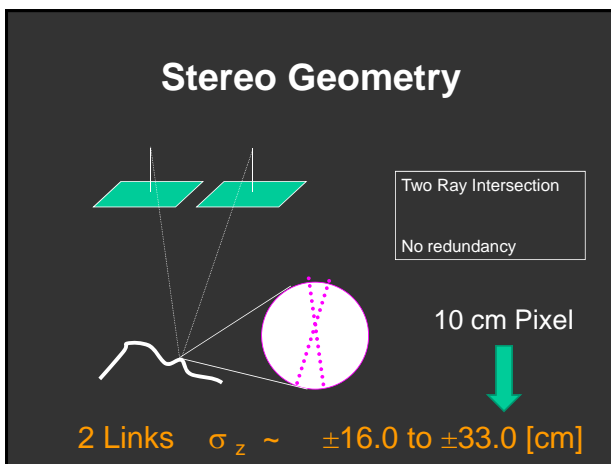 Stereo Geometry
Two Ray Intersection
No redundancy
10 cm Pixel
2 Links σ z ~ ±16.0 to ±33.0 [cm]